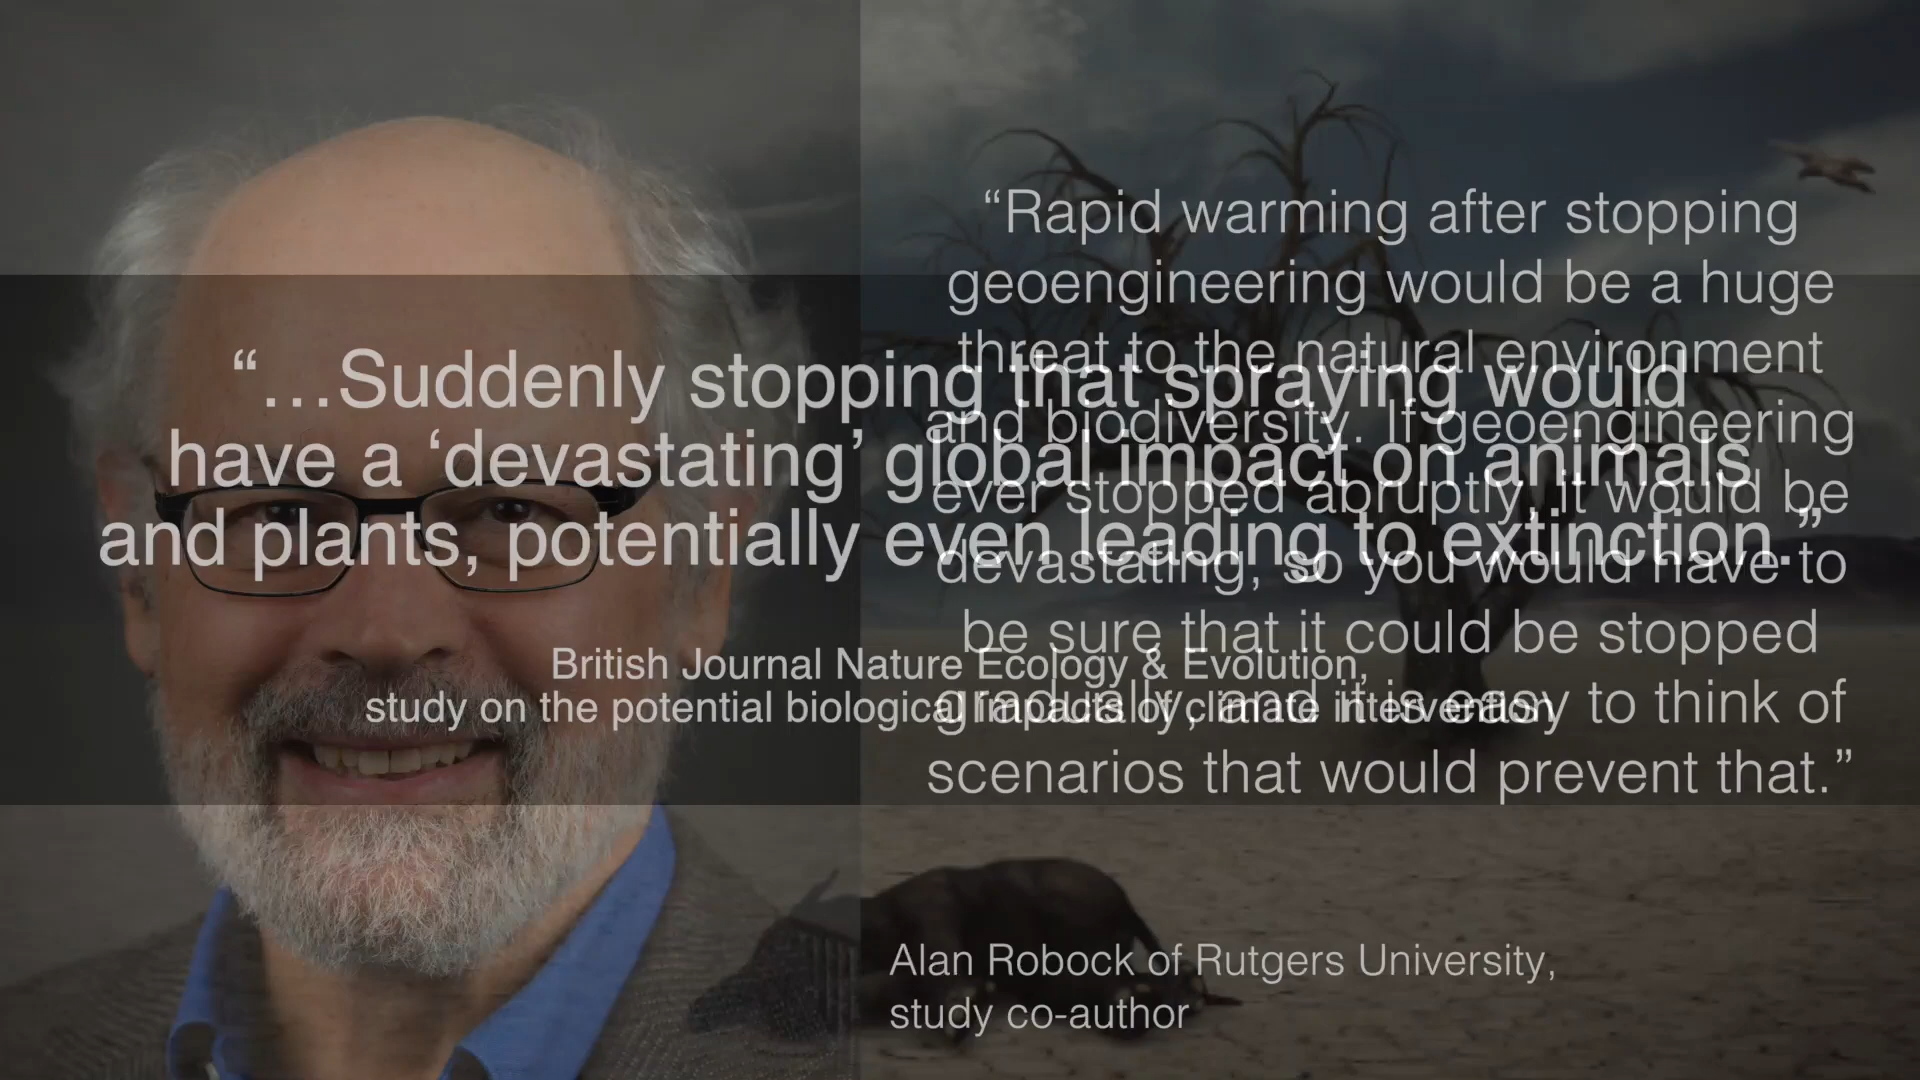 “…Suddenly stopping that spraying would
have a ‘devastating’ global impact on animals
and plants, potentially even leading to extinction.”
British Journal Nature Ecology & Evolution,
study on the potential biological impacts of climate intervention
“Rapid warming after stopping
geoengineering would be a huge
threat to the natural environment
and biodiversity. If geoengineering
ever stopped abruptly, it would be
devastating, so you would have to
be sure that it could be stopped
gradually, and it is easy to think of
scenarios that would prevent that.”
Alan Robock of Rutgers University,
study co-author